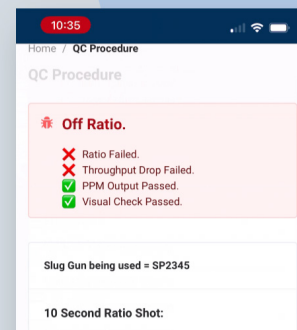 10:35
Home / QC Procedure
QC Procedure
Off Ratio.
Ratio Failed.
Throughput Drop Failed.
PPM Output Passed.
Visual Check Passed.
Slug Gun being used = SP2345
10 Second Ratio Shot: